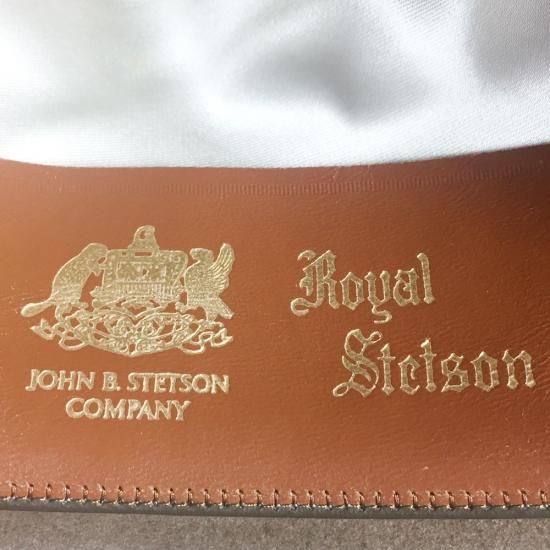 JOHN B. STETSON
COMPANY
Royal
Stetson